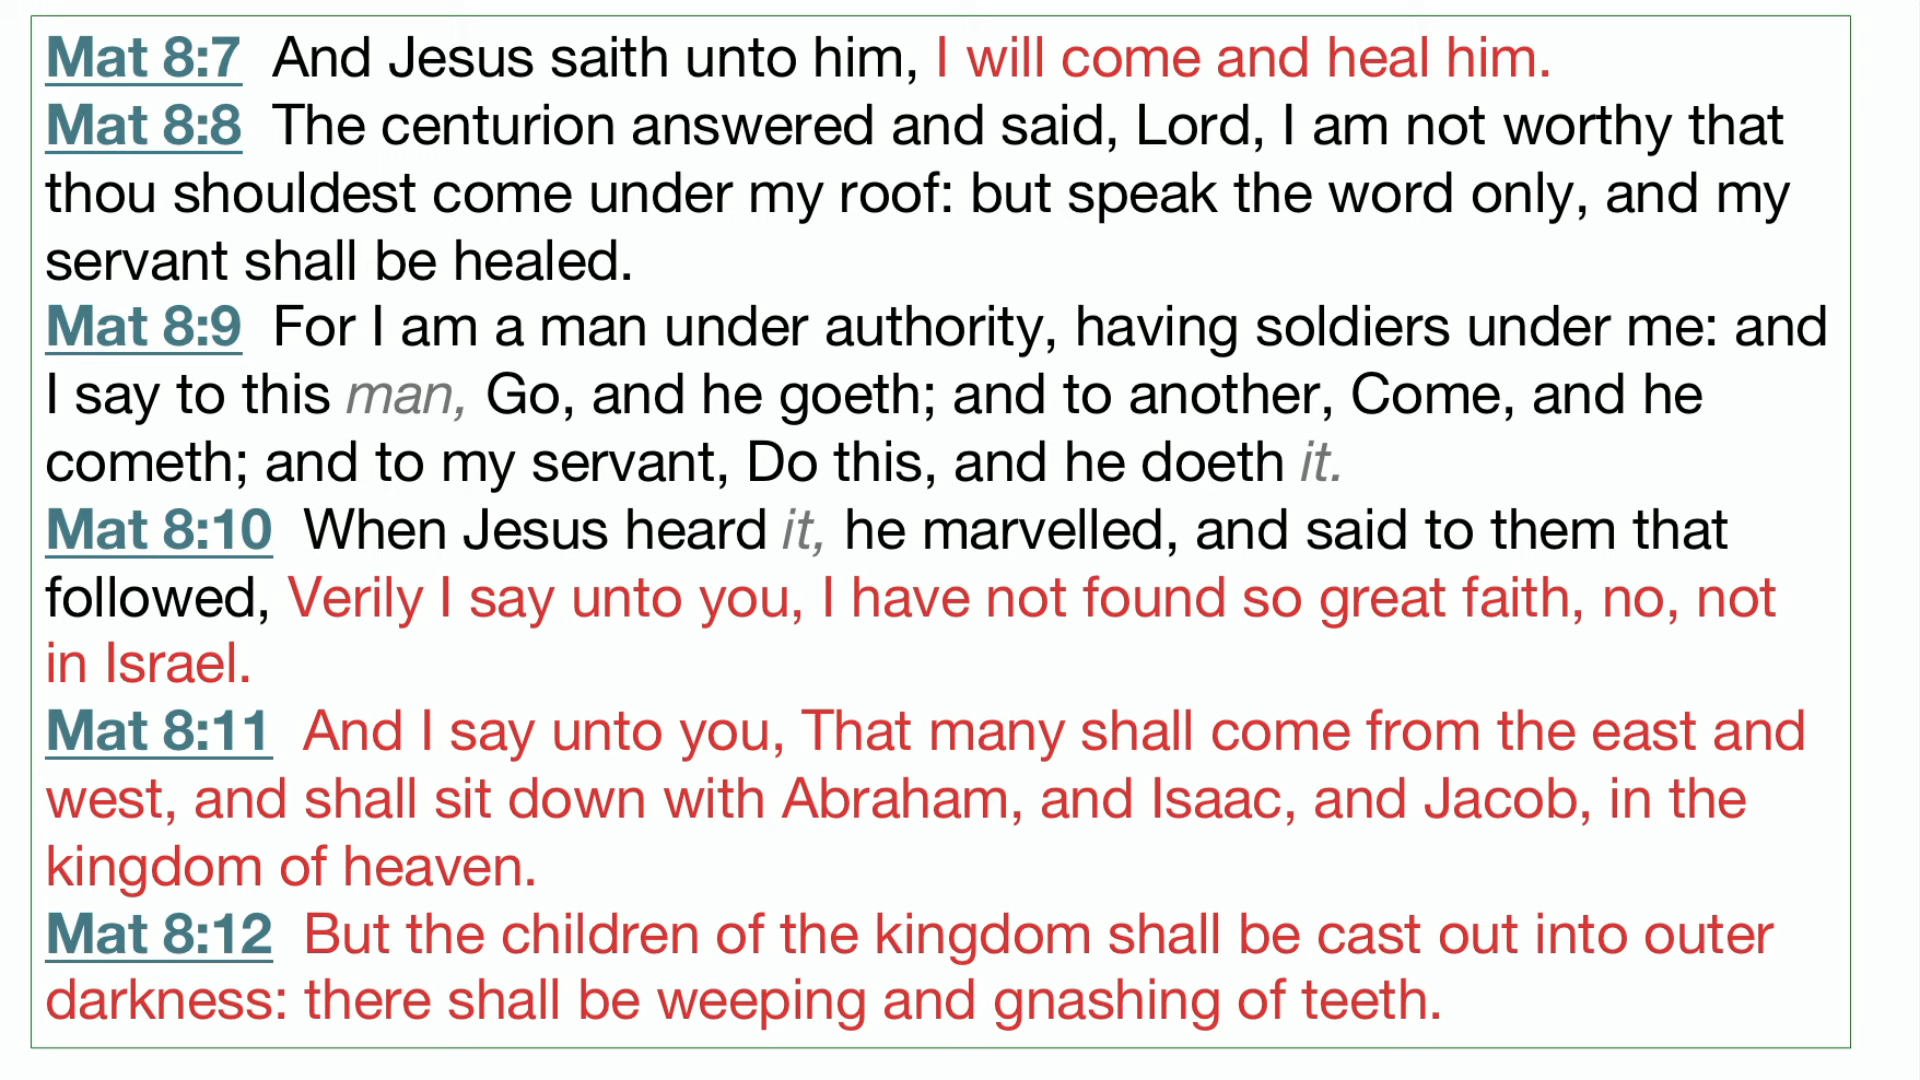 Mat 8:7 And Jesus saith unto him, I will come and heal him.
Mat 8:8 The centurion answered and said, Lord, I am not worthy that
thou shouldest come under my roof: but speak the word only, and my
servant shall be healed.
Mat 8:9 For I am a man under authority, having soldiers under me: and
I say to this man, Go, and he goeth; and to another, Come, and he
cometh; and to my servant, Do this, and he doeth it.
Mat 8:10 When Jesus heard it, he marvelled, and said to them that
followed, Verily I say unto you, I have not found so great faith, no, not
in Israel.
Mat 8:11 And I say unto you, That many shall come from the east and
west, and shall sit down with Abraham, and Isaac, and Jacob, in the
kingdom of heaven.
Mat 8:12 But the children of the kingdom shall be cast out into outer
darkness: there shall be weeping and gnashing of teeth.